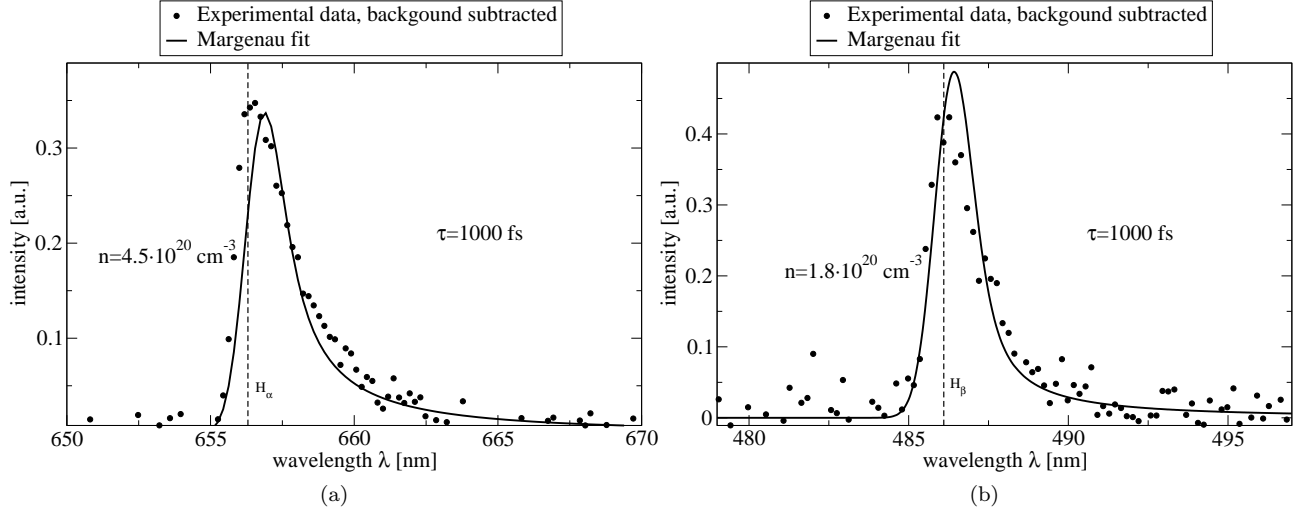 Experimental data, backgound subtracted
Margenau fit
0.3
0.2
0.1
intensity [a.u.]
n=4.5·10^20 cm^-3
τ=1000 fs
H_α
650
655
660
665
670
wavelength λ [nm]
(a)
Experimental data, backgound subtracted
Margenau fit
0.4
0.3
0.2
0.1
0
intensity [a.u.]
n=1.8·10^20 cm^-3
τ=1000 fs
H_β
480
485
490
495
wavelength λ [nm]
(b)